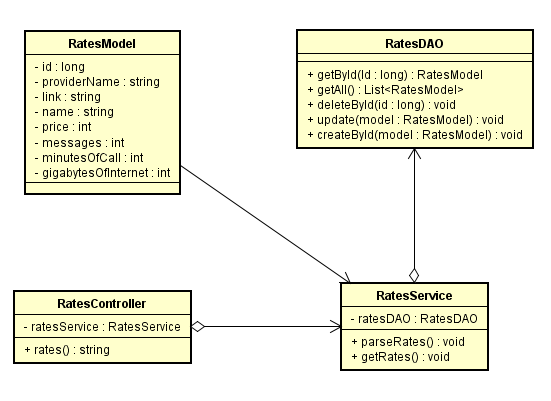 RatesModel
- id : long
- providerName : string
- link : string
- name : string
- price : int
- messages : int
- minutesOfCall : int
- gigabytesOfInternet : int
RatesDAO
+ getById(Id : long) : RatesModel
+ getAll() : List<RatesModel>
+ deleteById(id : long) : void
+ update(model : RatesModel) : void
+ createById(model : RatesModel) : void
RatesController
- ratesService : RatesService
+ rates() : string
RatesService
- ratesDAO : RatesDAO
+ parseRates() : void
+ getRates() : void